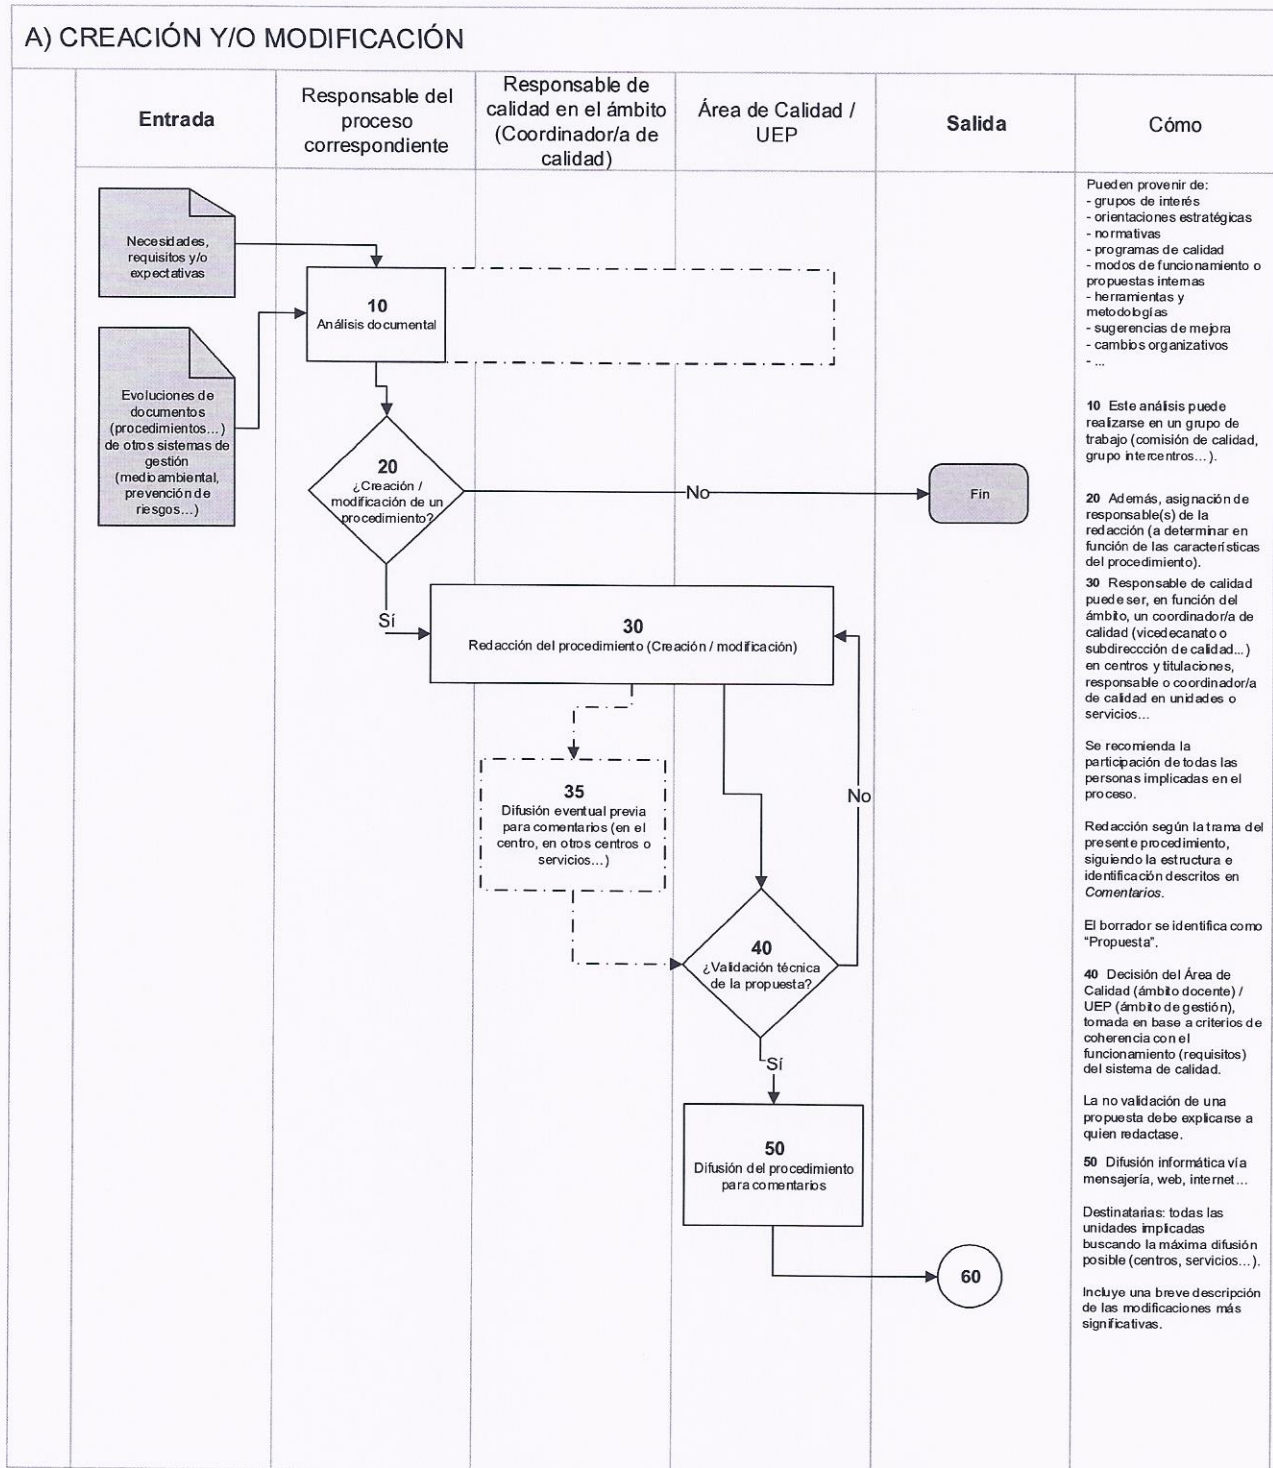 A) CREACIÓN Y/O MODIFICACIÓN
Entrada
Responsable del
proceso
correspondiente
Responsable de
calidad en el ámbito
(Coordinador/a de
calidad)
Área de Calidad /
UEP
Salida
Cómo
Necesidades,
requisitos y/o
expectativas
Evoluciones de
documentos
(procedimientos...)
de otros sistemas de
gestión
(medioambiental,
prevención de
riesgos...)
10
Análisis documental
20
¿Creación /
modificación de un
procedimiento?
No
Fin
Sí
30
Redacción del procedimiento (Creación / modificación)
35
Difusión eventual previa
para comentarios (en el
centro, en otros centros o
servicios...)
No
40
¿Validación técnica
de la propuesta?
Sí
50
Difusión del procedimiento
para comentarios
60
Pueden provenir de:
- grupos de interés
- orientaciones estratégicas
- normativas
- programas de calidad
- modos de funcionamiento o
propuestas internas
- herramientas y
metodologías
- sugerencias de mejora
- cambios organizativos
- ...
10 Este análisis puede
realizarse en un grupo de
trabajo (comisión de calidad,
grupo intercentros...).
20 Además, asignación de
responsable(s) de la
redacción (a determinar en
función de las características
del procedimiento).
30 Responsable de calidad
puede ser, en función del
ámbito, un coordinador/a de
calidad (vicedecanato o
subdireccción de calidad...)
en centros y titulaciones,
responsable o coordinador/a
de calidad en unidades o
servicios...
Se recomienda la
participación de todas las
personas implicadas en el
proceso.
Redacción según la trama del
presente procedimiento,
siguiendo la estructura e
identificación descritos en
Comentarios.
El borrador se identifica como
"Propuesta".
40 Decisión del Área de
Calidad (ámbito docente) /
UEP (ámbito de gestión),
tomada en base a criterios de
coherencia con el
funcionamiento (requisitos)
del sistema de calidad.
La no validación de una
propuesta debe explicarse a
quien redactase.
50 Difusión informática vía
mensajería, web, internet...
Destinatarias: todas las
unidades implicadas
buscando la máxima difusión
posible (centros, servicios...).
Incluye una breve descripción
de las modificaciones más
significativas.